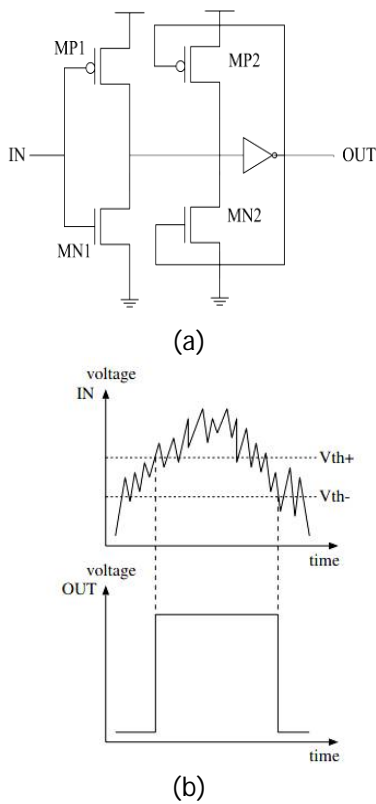 MP1
MP2
IN
OUT
MN1
MN2
(a)
voltage
IN
Vth+
Vth-
time
voltage
OUT
time
(b)